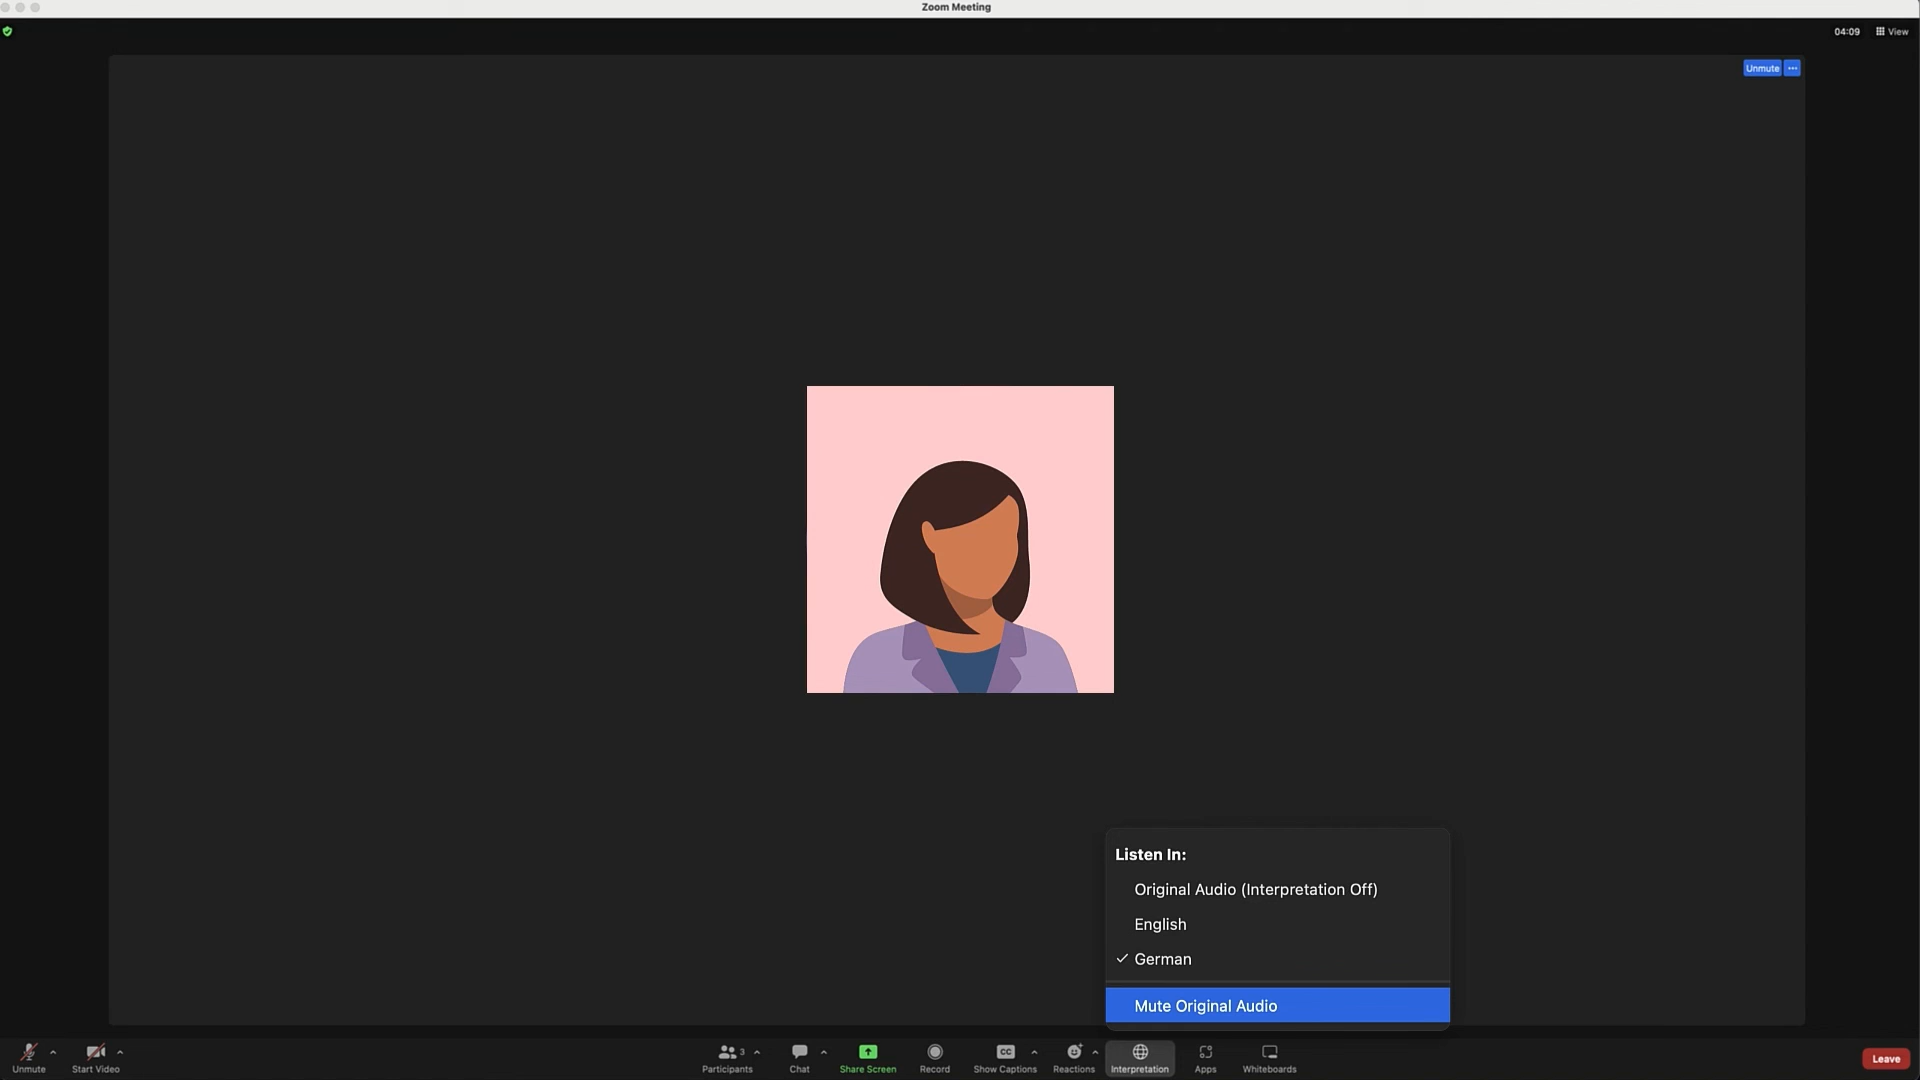 Zoom Meeting
04:09 View
Unmute
Listen In:
Original Audio (Interpretation Off)
English
German
Mute Original Audio
3
CC
Unmute Start Video Participants Chat Share Screen Record Show Captions Reactions Interpretation Apps Whiteboards Leave